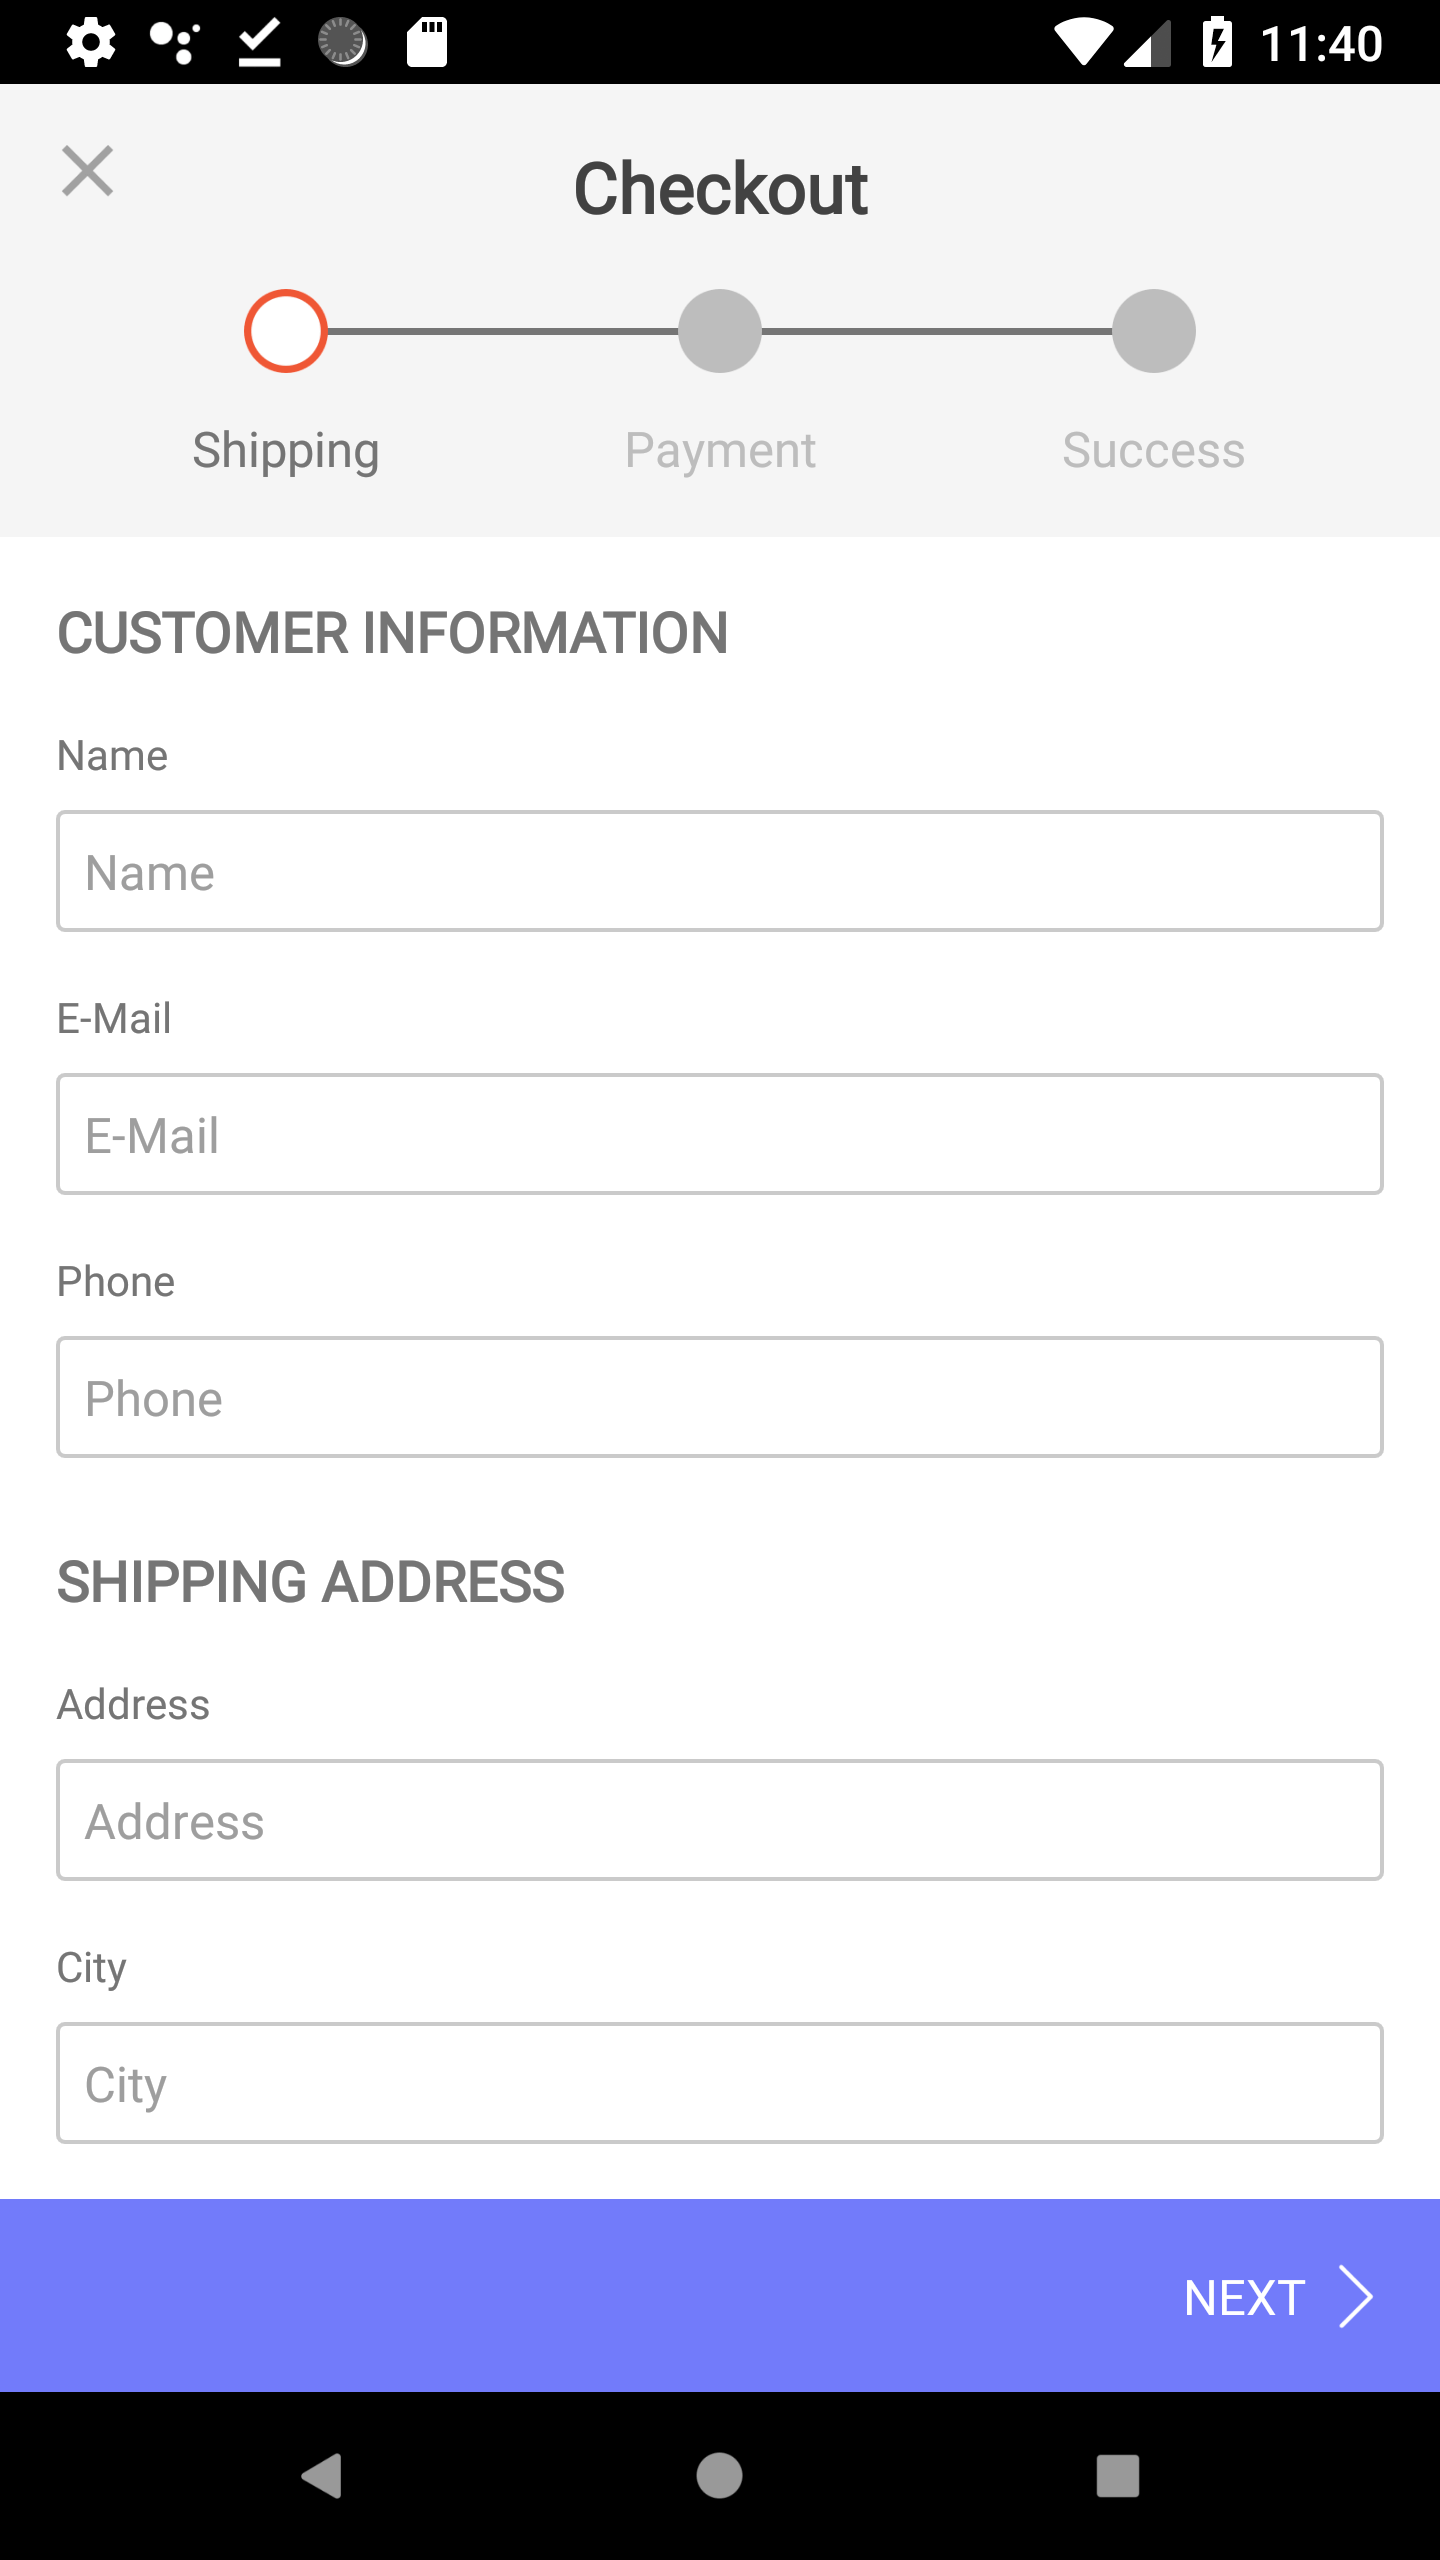 11:40
Checkout
Shipping Payment Success
CUSTOMER INFORMATION
Name
Name
E-Mail
E-Mail
Phone
Phone
SHIPPING ADDRESS
Address
Address
City
City
NEXT